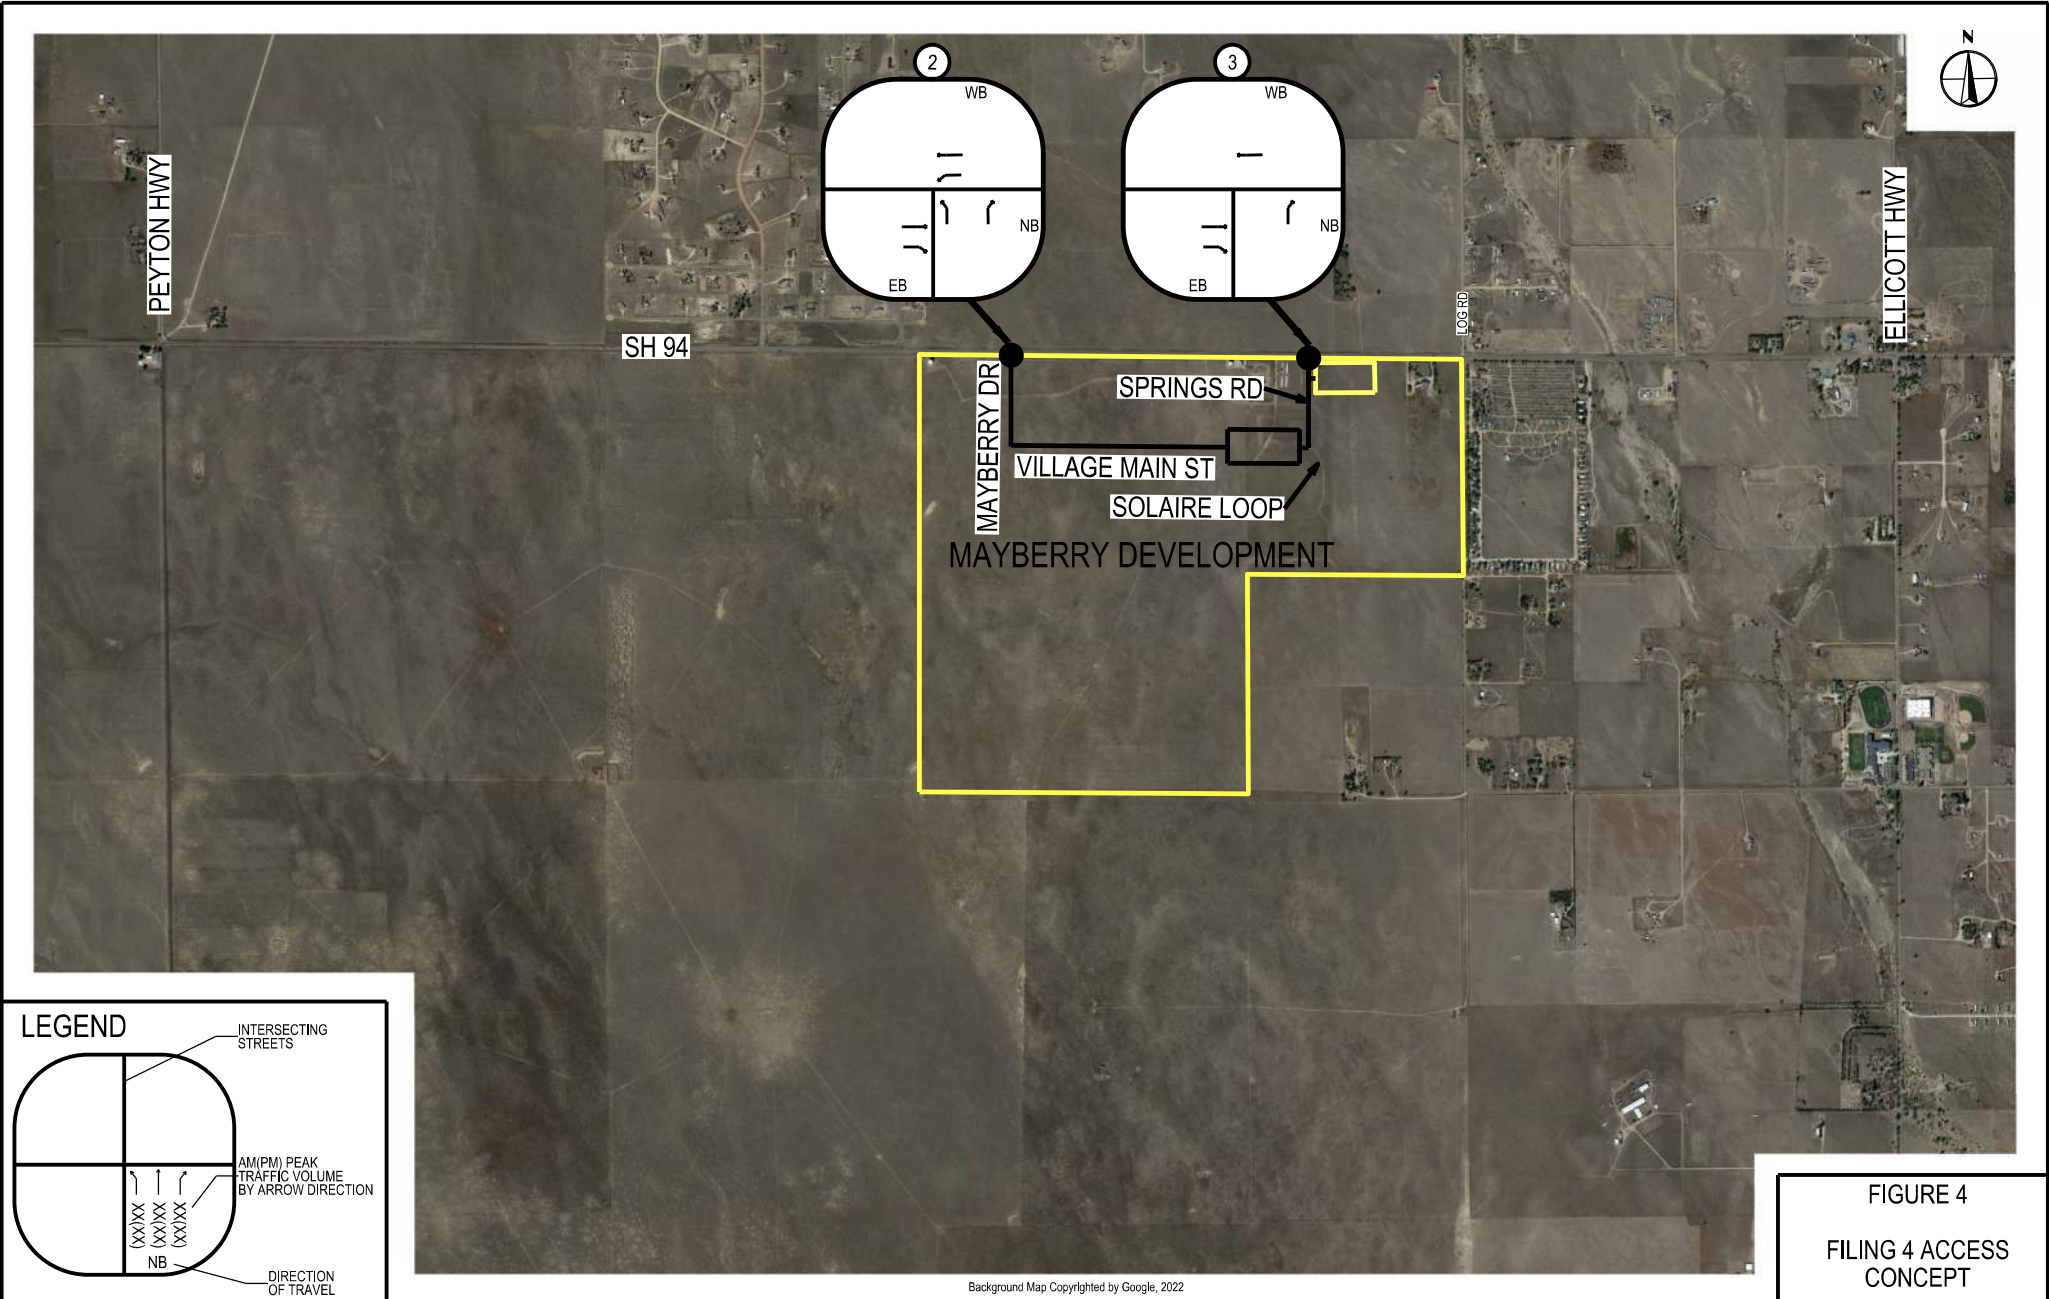 N
2
WB
NB
EB
3
WB
NB
EB
PEYTON HWY
SH 94
LOG RD
ELLICOTT HWY
MAYBERRY DR
SPRINGS RD
VILLAGE MAIN ST
SOLAIRE LOOP
MAYBERRY DEVELOPMENT
LEGEND
INTERSECTING
STREETS
AM(PM) PEAK
TRAFFIC VOLUME
BY ARROW DIRECTION
XX(XX)
XX(XX)
XX(XX)
NB
DIRECTION
OF TRAVEL
Background Map Copyrighted by Google, 2022
FIGURE 4
FILING 4 ACCESS
CONCEPT